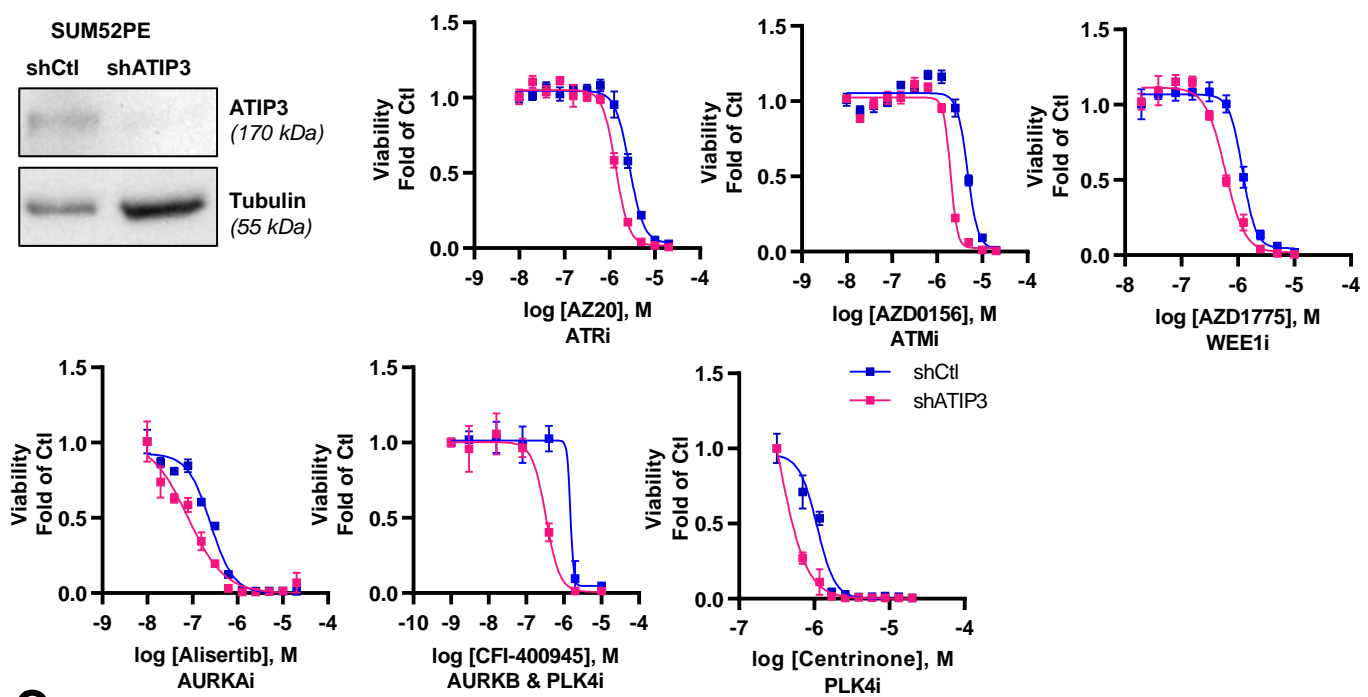 SUM52PE
shCtl shATIP3
ATIP3
(170 kDa)
Tubulin
(55 kDa)
Viability
Fold of Ctl
1.5
1.0
0.5
0.0
-9 -8 -7 -6 -5 -4
log [AZ20], M
ATRi
Viability
Fold of Ctl
1.5
1.0
0.5
0.0
-9 -8 -7 -6 -5 -4
log [AZD0156], M
ATMi
Viability
Fold of Ctl
1.5
1.0
0.5
0.0
-8 -7 -6 -5 -4
log [AZD1775], M
WEE1i
Viability
Fold of Ctl
1.5
1.0
0.5
0.0
-9 -8 -7 -6 -5 -4
log [Alisertib], M
AURKAi
Viability
Fold of Ctl
1.5
1.0
0.5
0.0
-10 -9 -8 -7 -6 -5 -4
log [CFI-400945], M
AURKB & PLK4i
Viability
Fold of Ctl
1.5
1.0
0.5
0.0
-7 -6 -5 -4
log [Centrinone], M
PLK4i
shCtl
shATIP3